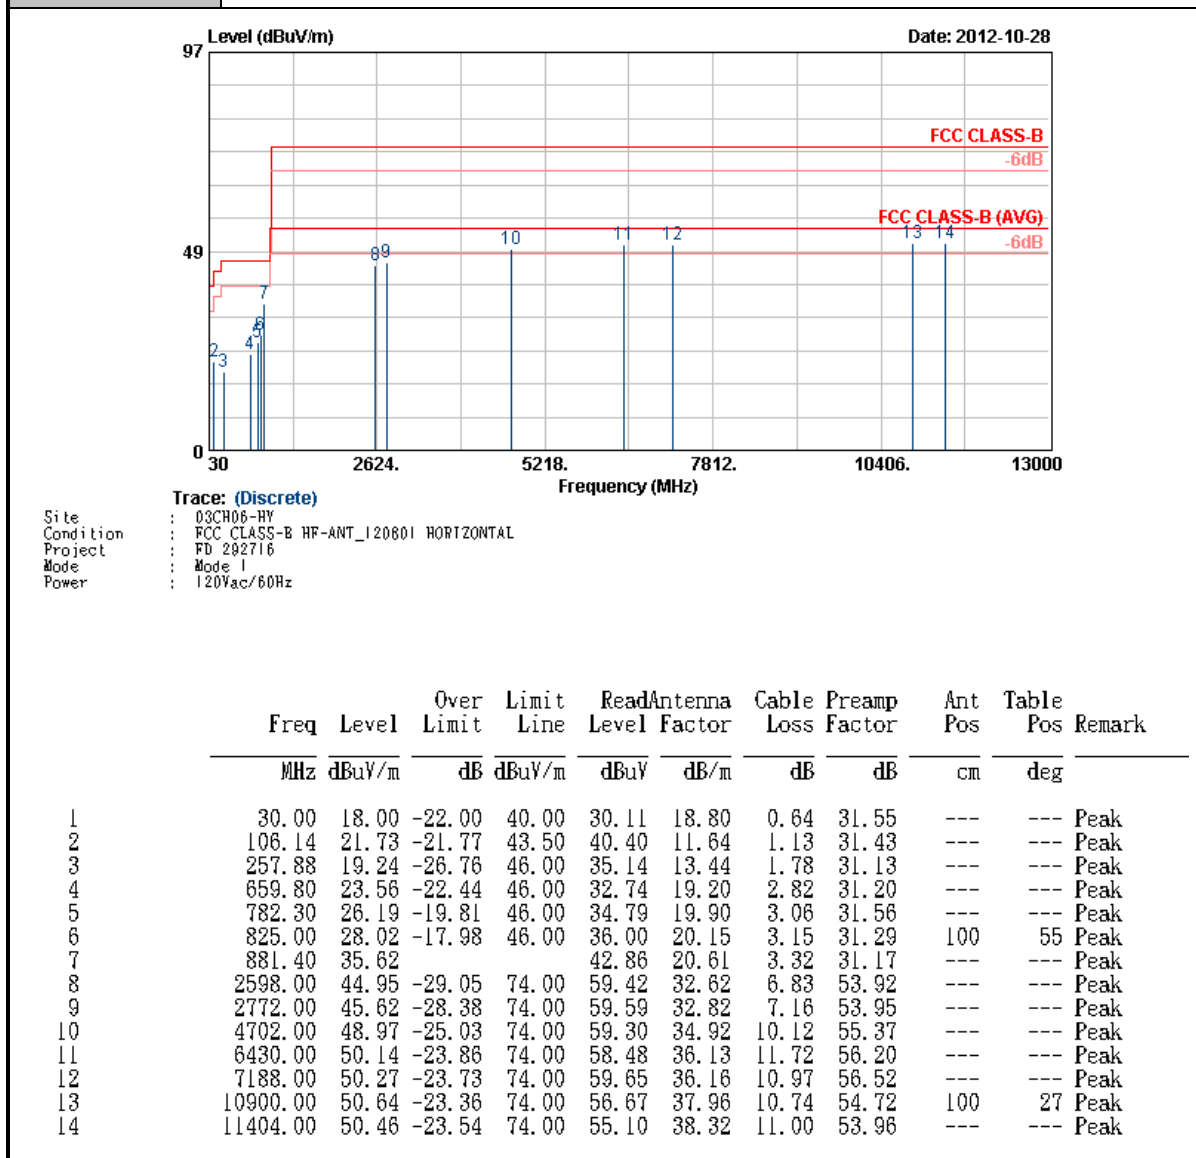 Level (dBuV/m) Date: 2012-10-28
97
FCC CLASS-B
-6dB
FCC CLASS-B (AVG)
-6dB
49
1 2 3 4 5 6 7 8 9 10 11 12 13 14
0
30 2624. 5218. 7812. 10406. 13000
Frequency (MHz)
Trace: (Discrete)
Site : 03CH06-HY
Condition : FCC CLASS-B HF-ANT_120801 HORIZONTAL
Project : FD 292716
Mode : Mode 1
Power : 120Vac/60Hz
Over Limit ReadAntenna Cable Preamp Ant Table
Freq Level Limit Line Level Factor Loss Factor Pos Pos Remark
MHz dBuV/m dB dBuV/m dBuV dB/m dB dB cm deg
1 30.00 18.00 -22.00 40.00 30.11 18.80 0.64 31.55 --- --- Peak
2 106.14 21.73 -21.77 43.50 40.40 11.64 1.13 31.43 --- --- Peak
3 257.88 19.24 -26.76 46.00 35.14 13.44 1.78 31.13 --- --- Peak
4 659.80 23.56 -22.44 46.00 32.74 19.20 2.82 31.20 --- --- Peak
5 782.30 26.19 -19.81 46.00 34.79 19.90 3.06 31.56 --- --- Peak
6 825.00 28.02 -17.98 46.00 36.00 20.15 3.15 31.29 100 55 Peak
7 881.40 35.62 42.86 20.61 3.32 31.17 --- --- Peak
8 2598.00 44.95 -29.05 74.00 59.42 32.62 6.83 53.92 --- --- Peak
9 2772.00 45.62 -28.38 74.00 59.59 32.82 7.16 53.95 --- --- Peak
10 4702.00 48.97 -25.03 74.00 59.30 34.92 10.12 55.37 --- --- Peak
11 6430.00 50.14 -23.86 74.00 58.48 36.13 11.72 56.20 --- --- Peak
12 7188.00 50.27 -23.73 74.00 59.65 36.16 10.97 56.52 --- --- Peak
13 10900.00 50.64 -23.36 74.00 56.67 37.96 10.74 54.72 100 27 Peak
14 11404.00 50.46 -23.54 74.00 55.10 38.32 11.00 53.96 --- --- Peak